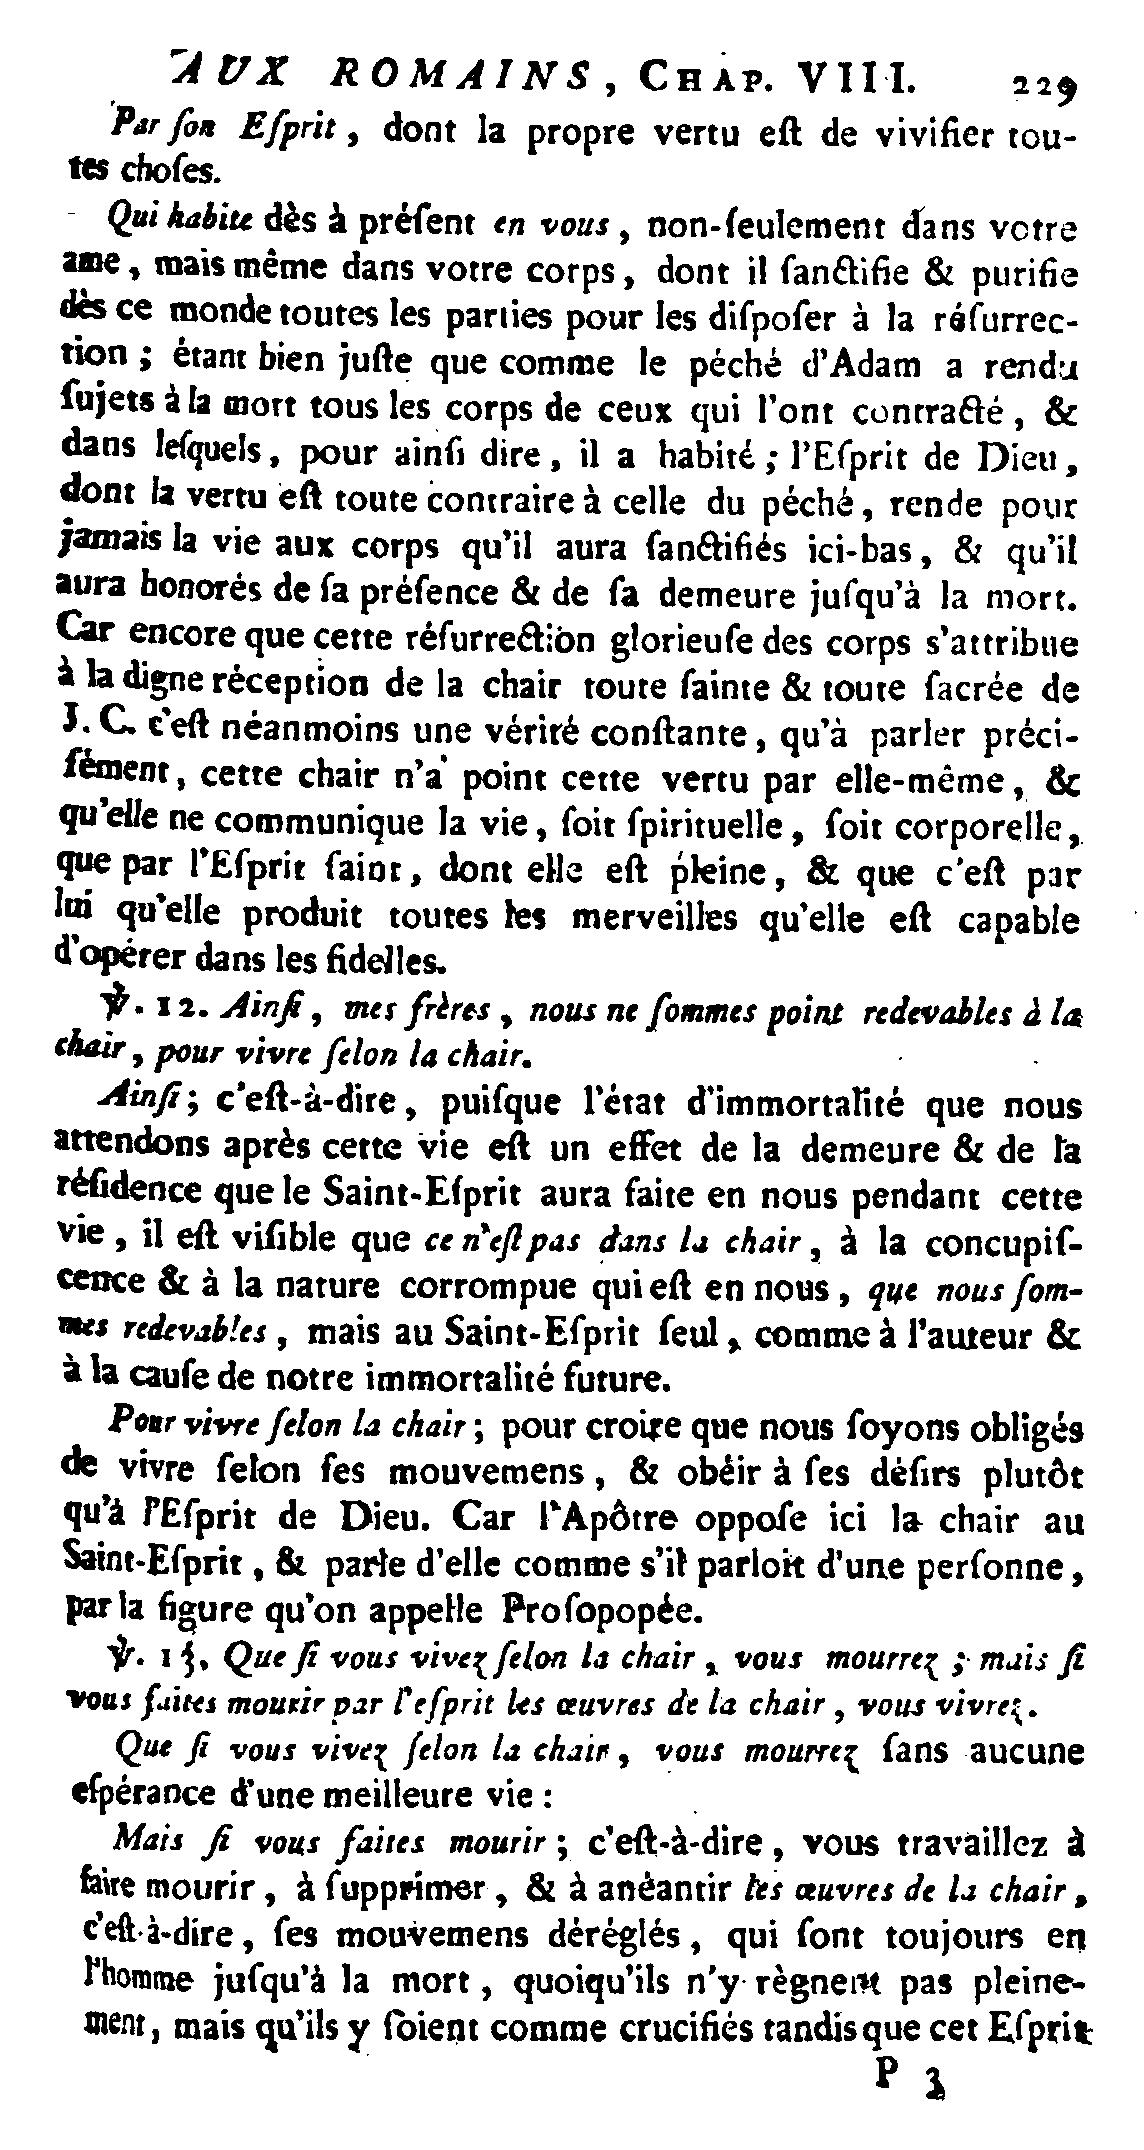 AUX ROMAINS, CHAP. VIII. 229
Par ſon Eſprit, dont la propre vertu eſt de vivifier tou-
tes choſes.
Qui habite dès à préſent en vous, non-ſeulement dans votre
ame, mais même dans votre corps, dont il ſanctifie & purifie
dès ce monde toutes les parties pour les diſpoſer à la réſurrec-
tion ; étant bien juſte que comme le péché d'Adam a rendu
ſujets à la mort tous les corps de ceux qui l'ont contracté, &
dans leſquels, pour ainſi dire, il a habité ; l'Eſprit de Dieu,
dont la vertu eſt toute contraire à celle du péché, rende pour
jamais la vie aux corps qu'il aura ſanctifiés ici-bas, & qu'il
aura honorés de ſa préſence & de ſa demeure juſqu'à la mort.
Car encore que cette réſurrection glorieuſe des corps s'attribue
à la digne réception de la chair toute ſainte & toute ſacrée de
J. C. c'eſt néanmoins une vérité conſtante, qu'à parler préci-
ſément, cette chair n'a point cette vertu par elle-même, &
qu'elle ne communique la vie, ſoit ſpirituelle, ſoit corporelle,
que par l'Eſprit ſaint, dont elle eſt pleine, & que c'eſt par
lui qu'elle produit toutes les merveilles qu'elle eſt capable
d'opérer dans les fidelles.
℣. 12. Ainſi, mes frères, nous ne ſommes point redevables à la
chair, pour vivre ſelon la chair.
Ainſi ; c'eſt-à-dire, puiſque l'état d'immortalité que nous
attendons après cette vie eſt un effet de la demeure & de la
réſidence que le Saint-Eſprit aura faite en nous pendant cette
vie, il eſt viſible que ce n'eſt pas dans la chair, à la concupiſ-
cence & à la nature corrompue qui eſt en nous, que nous ſom-
mes redevables, mais au Saint-Eſprit ſeul, comme à l'auteur &
à la cauſe de notre immortalité future.
Pour vivre ſelon la chair ; pour croire que nous ſoyons obligés
de vivre ſelon ſes mouvemens, & obéir à ſes déſirs plutôt
qu'à l'Eſprit de Dieu. Car l'Apôtre oppoſe ici la chair au
Saint-Eſprit, & parle d'elle comme s'il parloit d'une perſonne,
par la figure qu'on appelle Proſopopée.
℣. 13. Que ſi vous vivez ſelon la chair, vous mourrez ; mais ſi
vous faites mourir par l'eſprit les œuvres de la chair, vous vivrez.
Que ſi vous vivez ſelon la chair, vous mourrez ſans aucune
eſpérance d'une meilleure vie :
Mais ſi vous faites mourir ; c'eſt-à-dire, vous travaillez à
faire mourir, à ſupprimer, & à anéantir les œuvres de la chair,
c'eſt-à-dire, ſes mouvemens déréglés, qui ſont toujours en
l'homme juſqu'à la mort, quoiqu'ils n'y règnent pas pleine-
ment, mais qu'ils y ſoient comme crucifiés tandis que cet Eſprit
P 3